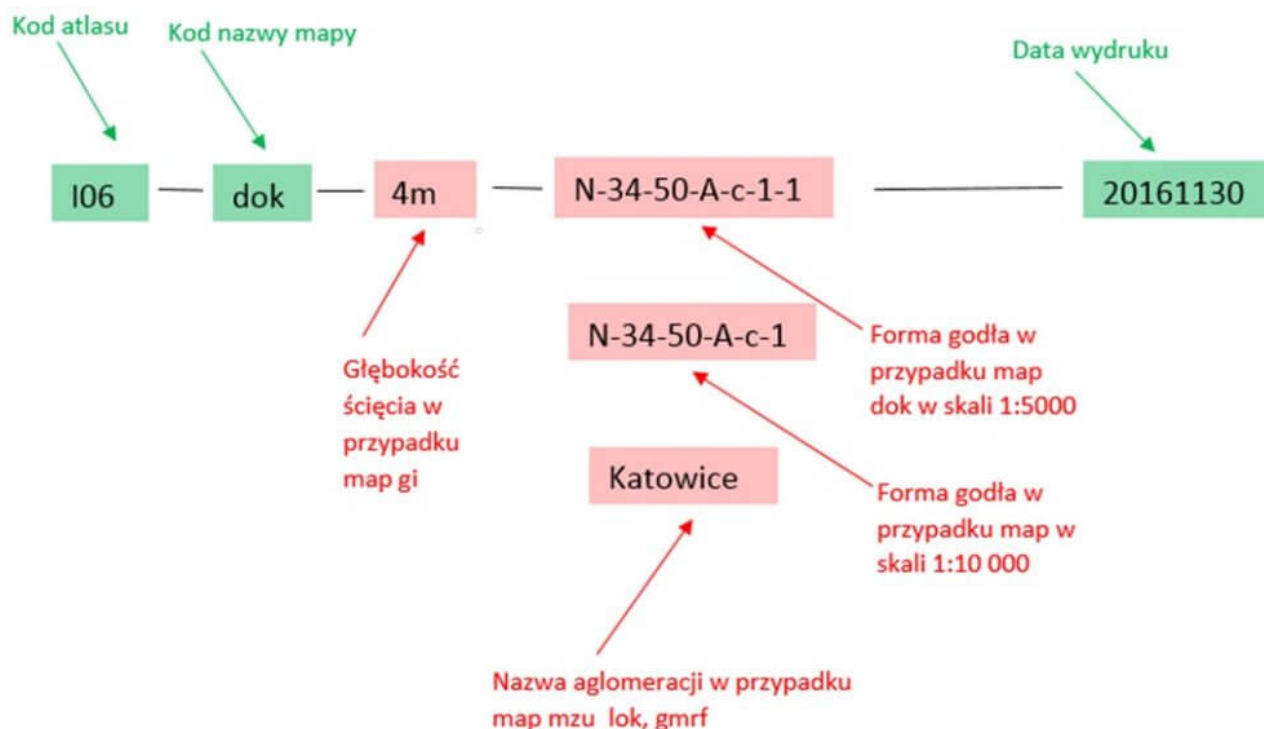 Kod atlasu
Kod nazwy mapy
Data wydruku
I06
dok
4m
N-34-50-A-c-1-1
20161130
N-34-50-A-c-1
Forma godła w
przypadku map
dok w skali 1:5000
Głębokość
ścięcia w
przypadku
map gi
Katowice
Forma godła w
przypadku map w
skali 1:10 000
Nazwa aglomeracji w przypadku
map mzu lok, gmrf